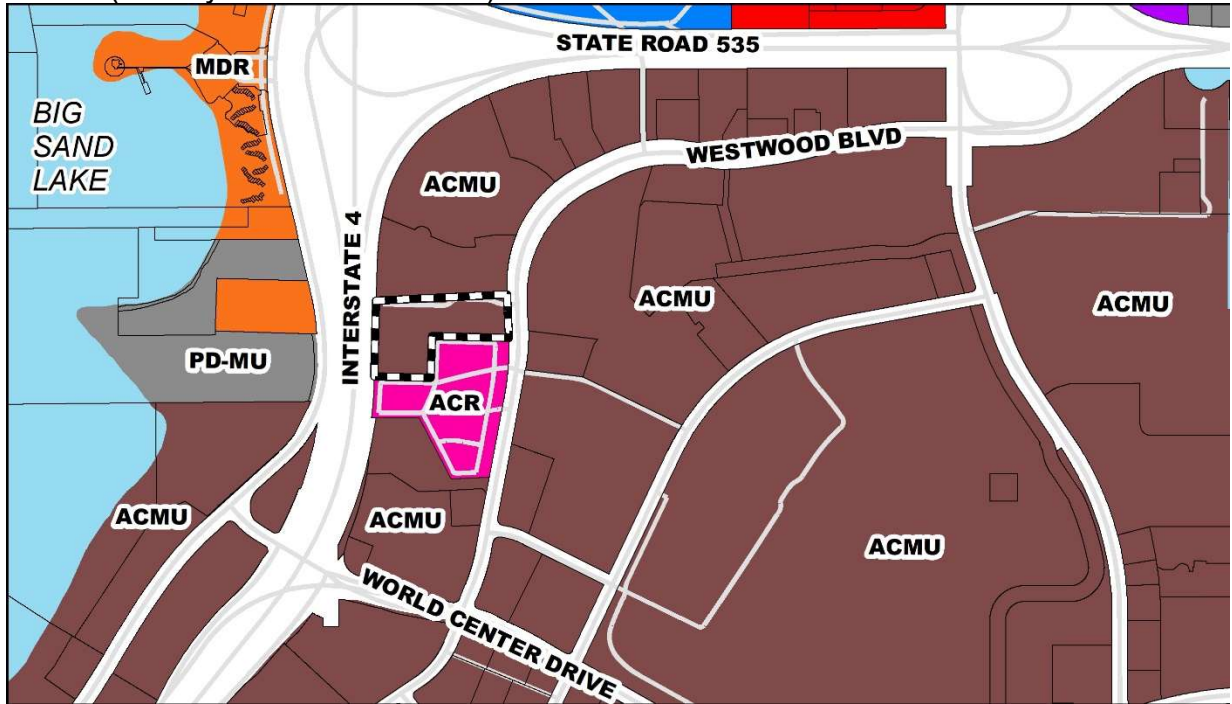 STATE ROAD 535
MDR
BIG
SAND
LAKE
WESTWOOD BLVD
ACMU
INTERSTATE 4
ACMU
ACMU
PD-MU
ACR
ACMU
ACMU
ACMU
WORLD CENTER DRIVE